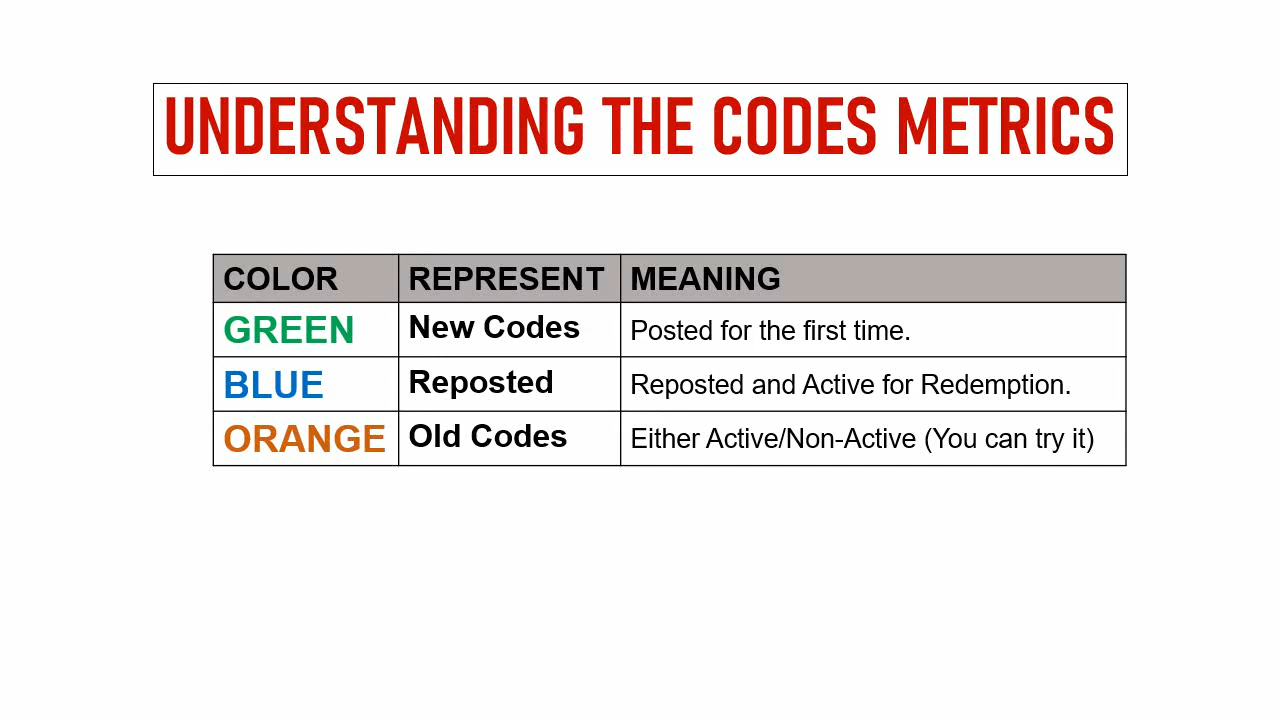 UNDERSTANDING THE CODES METRICS
COLOR REPRESENT MEANING
GREEN New Codes Posted for the first time.
BLUE Reposted Reposted and Active for Redemption.
ORANGE Old Codes Either Active/Non-Active (You can try it)